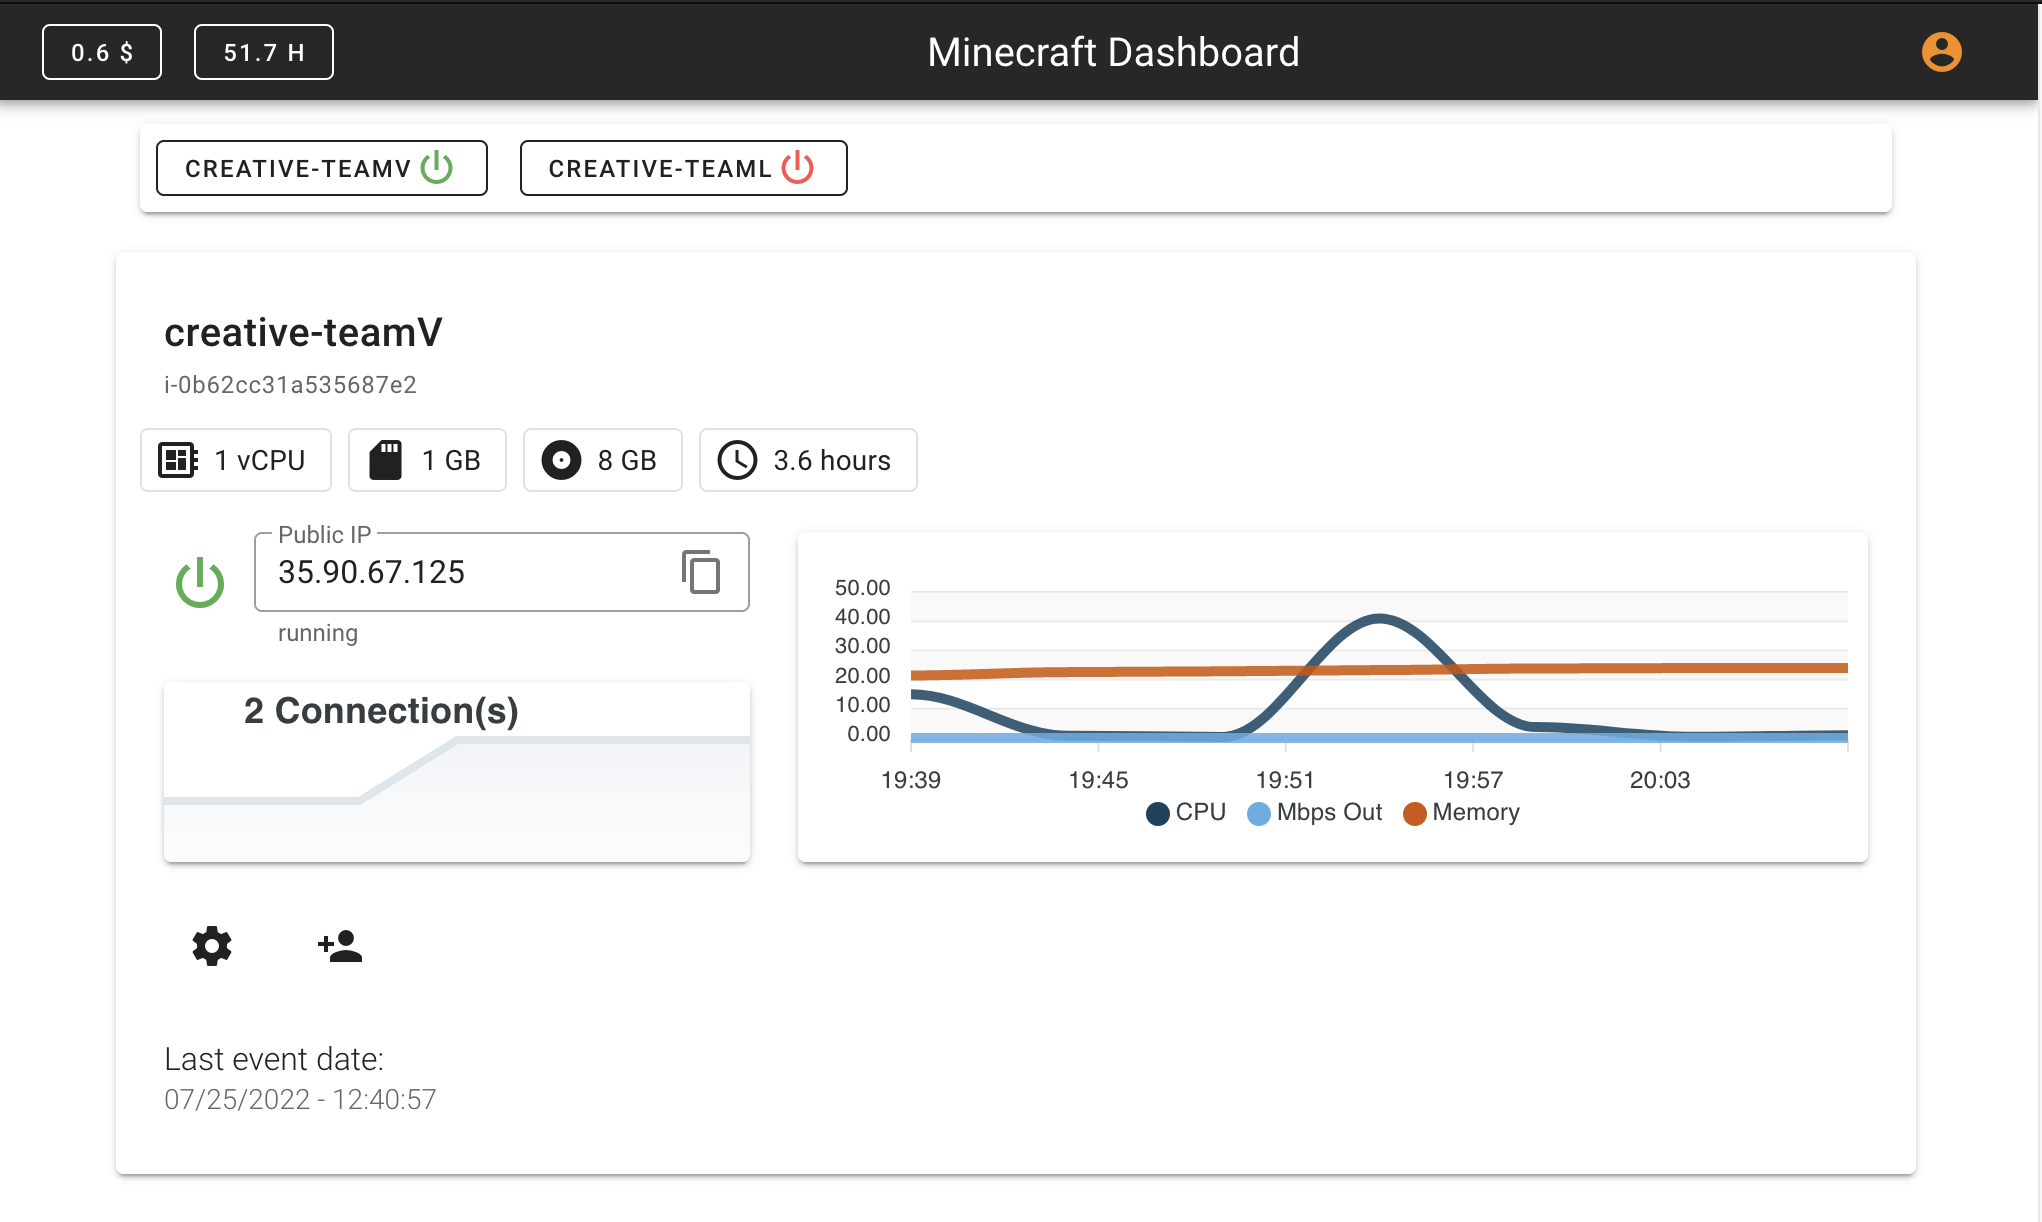 0.6 $
51.7 H
Minecraft Dashboard
CREATIVE-TEAMV
CREATIVE-TEAML
creative-teamV
i-0b62cc31a535687e2
1 vCPU
1 GB
8 GB
3.6 hours
Public IP
35.90.67.125
running
2 Connection(s)
50.00
40.00
30.00
20.00
10.00
0.00
19:39
19:45
19:51
19:57
20:03
CPU
Mbps Out
Memory
Last event date:
07/25/2022 - 12:40:57